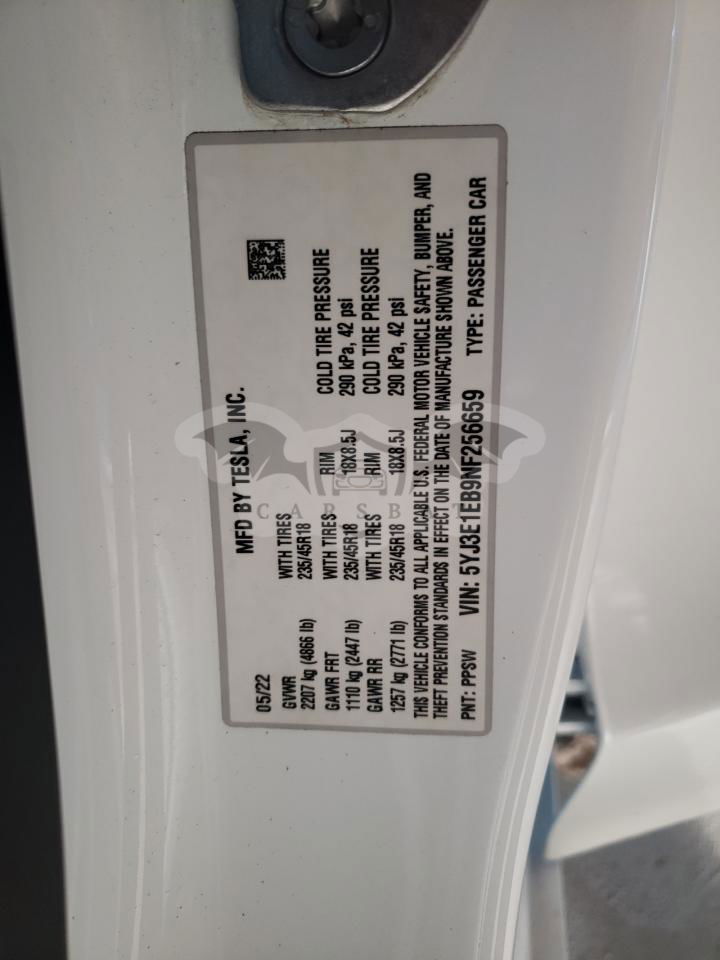 MFD BY TESLA, INC.
05/22
GVWR WITH TIRES
2207 kg (4866 lb) 235/45R18
GAWR FRT WITH TIRES RIM COLD TIRE PRESSURE
1110 kg (2447 lb) 235/45R18 18X8.5J 290 kPa, 42 psi
GAWR RR WITH TIRES RIM COLD TIRE PRESSURE
1257 kg (2771 lb) 235/45R18 18X8.5J 290 kPa, 42 psi
THIS VEHICLE CONFORMS TO ALL APPLICABLE U.S. FEDERAL MOTOR VEHICLE SAFETY, BUMPER, AND
THEFT PREVENTION STANDARDS IN EFFECT ON THE DATE OF MANUFACTURE SHOWN ABOVE.
PNT: PPSW VIN: 5YJ3E1EB9NF256659 TYPE: PASSENGER CAR